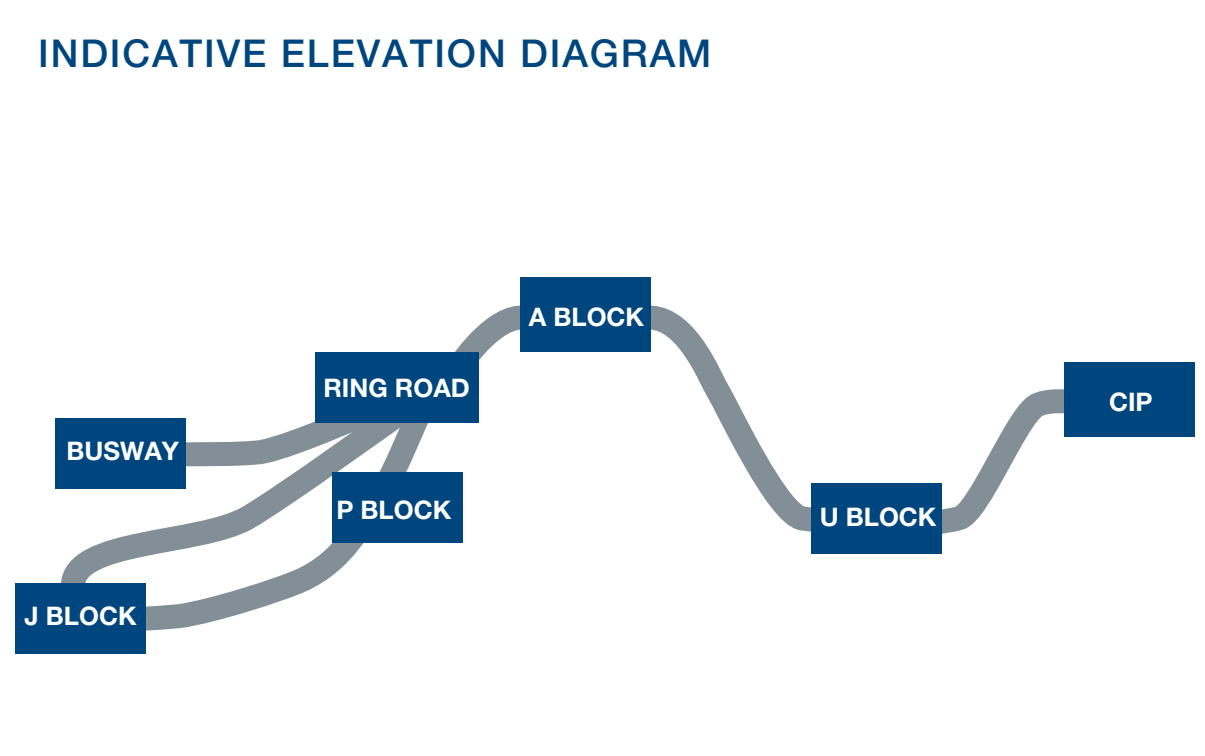 INDICATIVE ELEVATION DIAGRAM
A BLOCK
RING ROAD
CIP
BUSWAY
P BLOCK
U BLOCK
J BLOCK